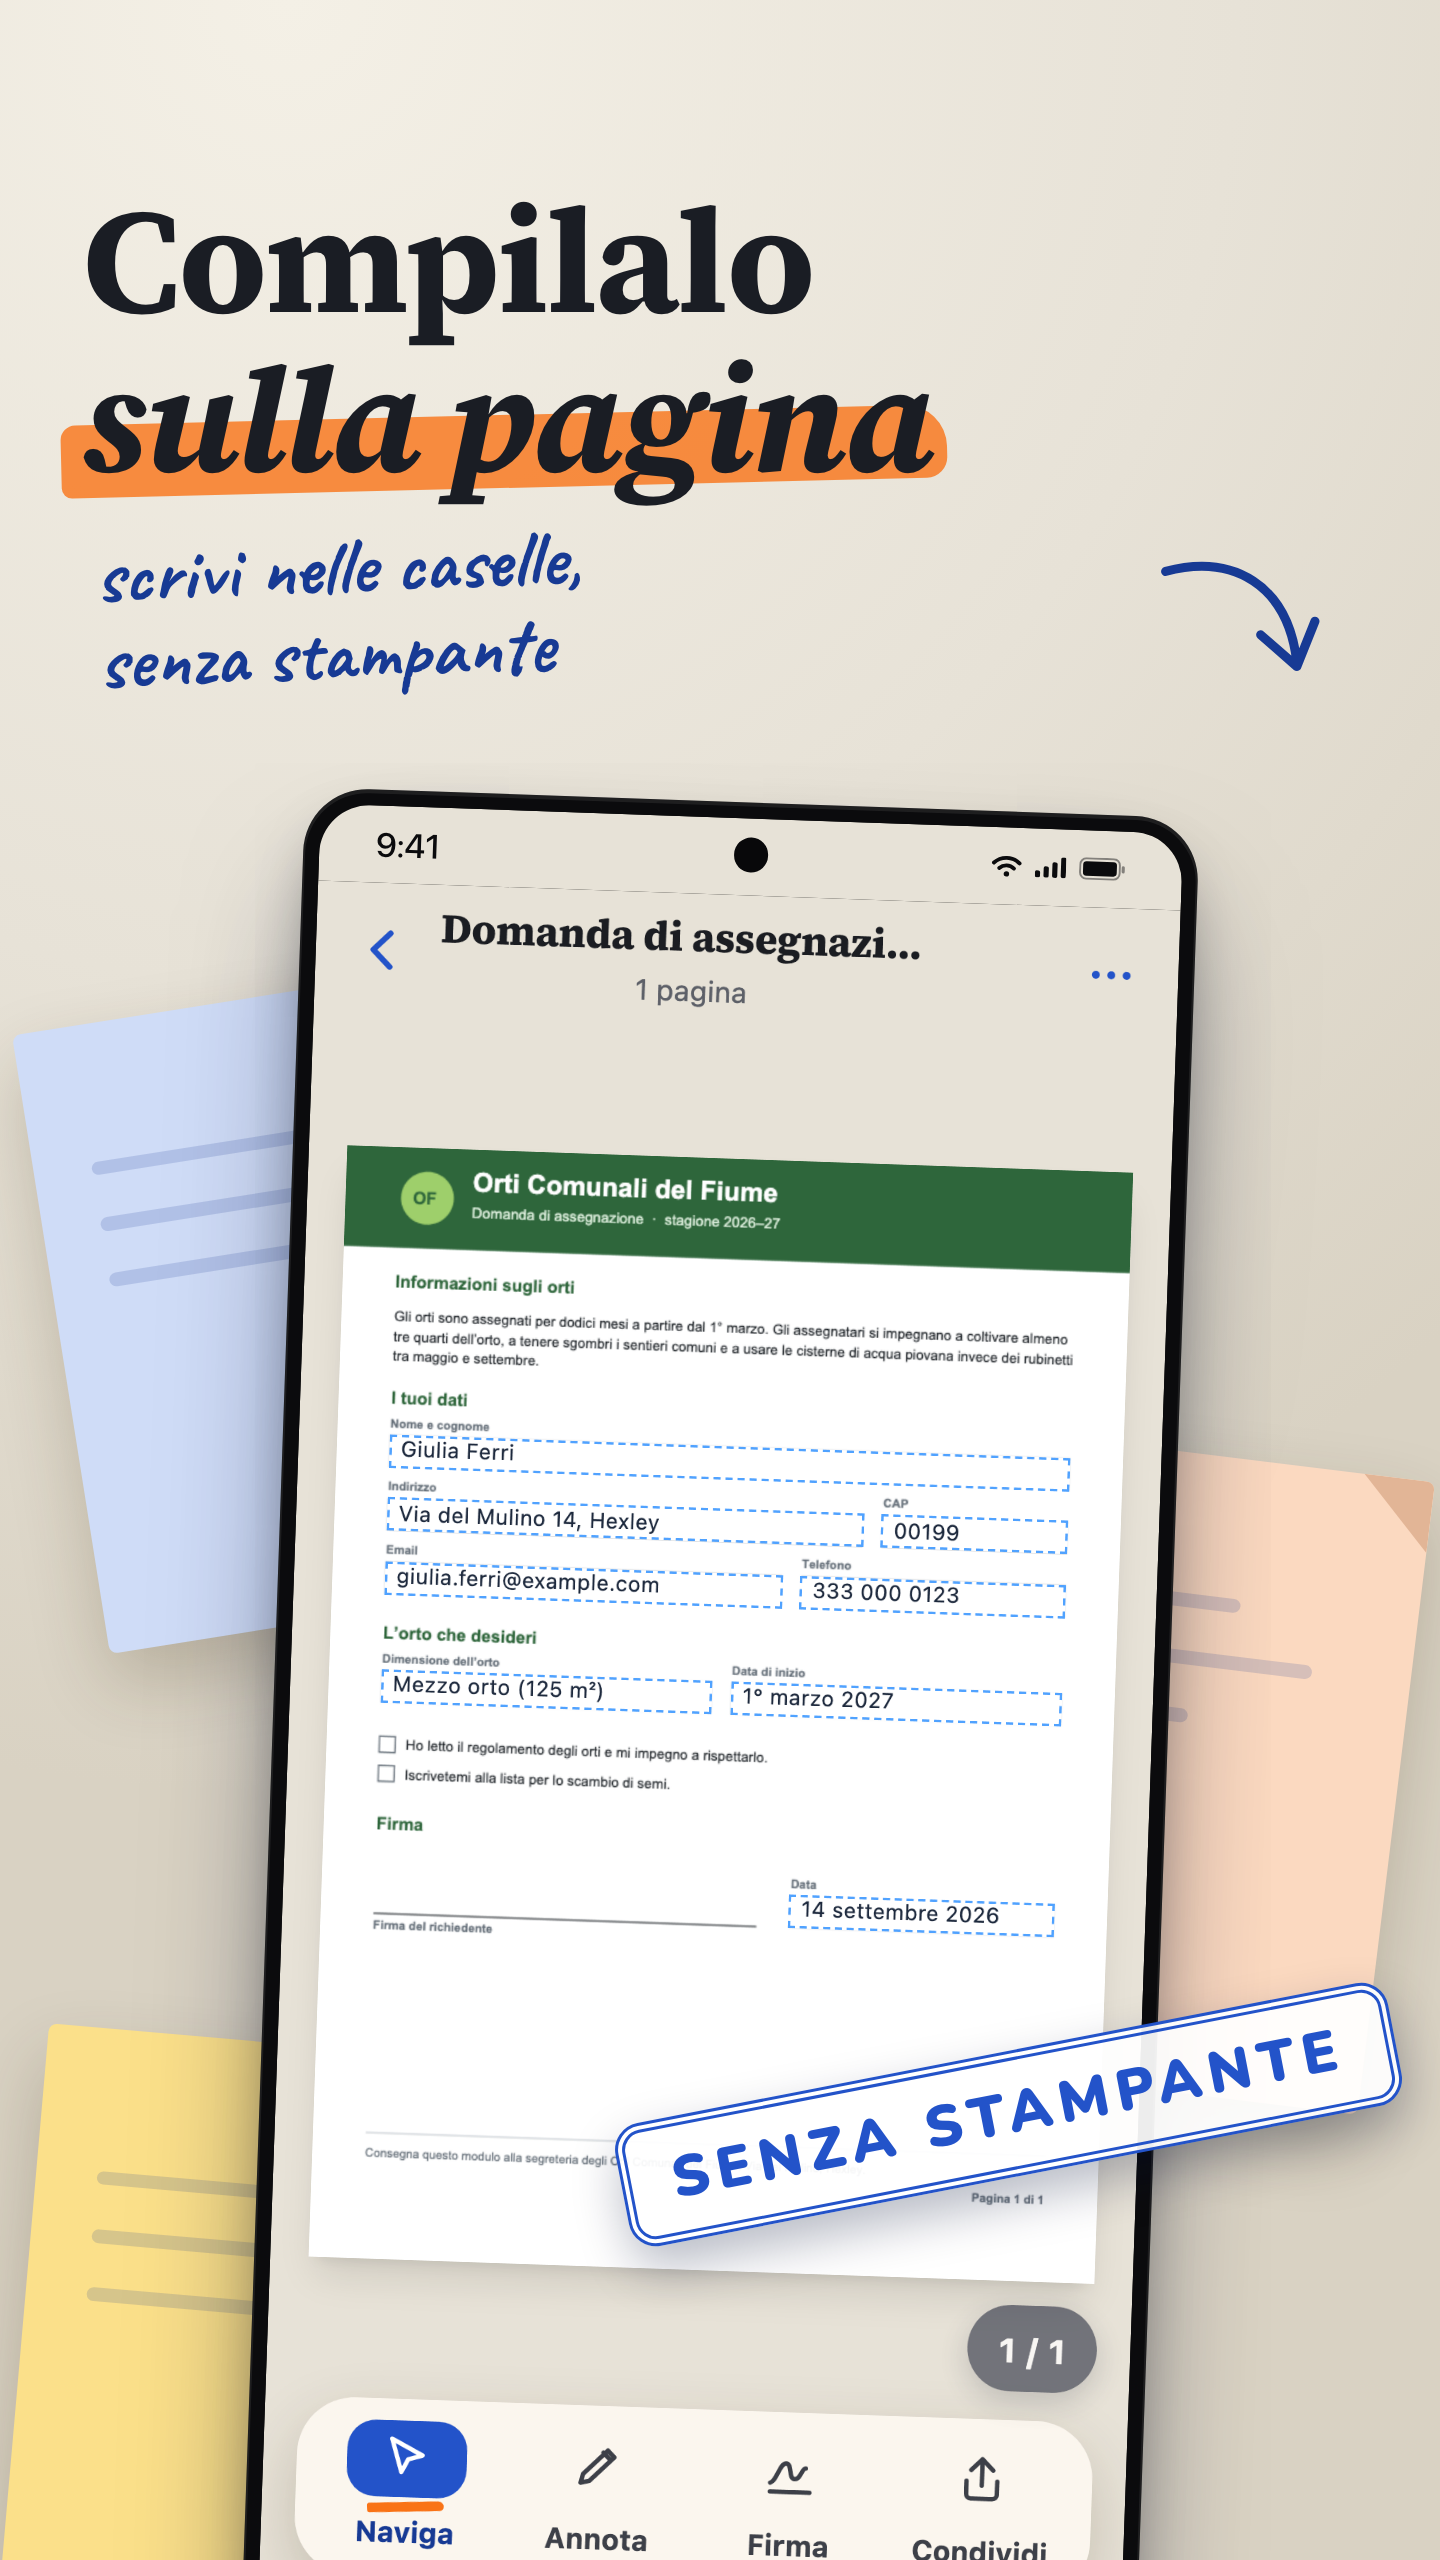 Compilalo
sulla pagina
scrivi nelle caselle,
senza stampante
9:41
Domanda di assegnazi...
1 pagina
OF
Orti Comunali del Fiume
Domanda di assegnazione · stagione 2026–27
Informazioni sugli orti
Gli orti sono assegnati per dodici mesi a partire dal 1° marzo. Gli assegnatari si impegnano a coltivare almeno
tre quarti dell'orto, a tenere sgombri i sentieri comuni e a usare le cisterne di acqua piovana invece dei rubinetti
tra maggio e settembre.
I tuoi dati
Nome e cognome
Giulia Ferri
Indirizzo
CAP
Via del Mulino 14, Hexley
00199
Email
Telefono
giulia.ferri@example.com
333 000 0123
L'orto che desideri
Dimensione dell'orto
Data di inizio
Mezzo orto (125 m²)
1° marzo 2027
Ho letto il regolamento degli orti e mi impegno a rispettarlo.
Iscrivetemi alla lista per lo scambio di semi.
Firma
Data
14 settembre 2026
Firma del richiedente
SENZA STAMPANTE
Consegna questo modulo alla segreteria degli
Pagina 1 di 1
1 / 1
Naviga
Annota
Firma
Condividi